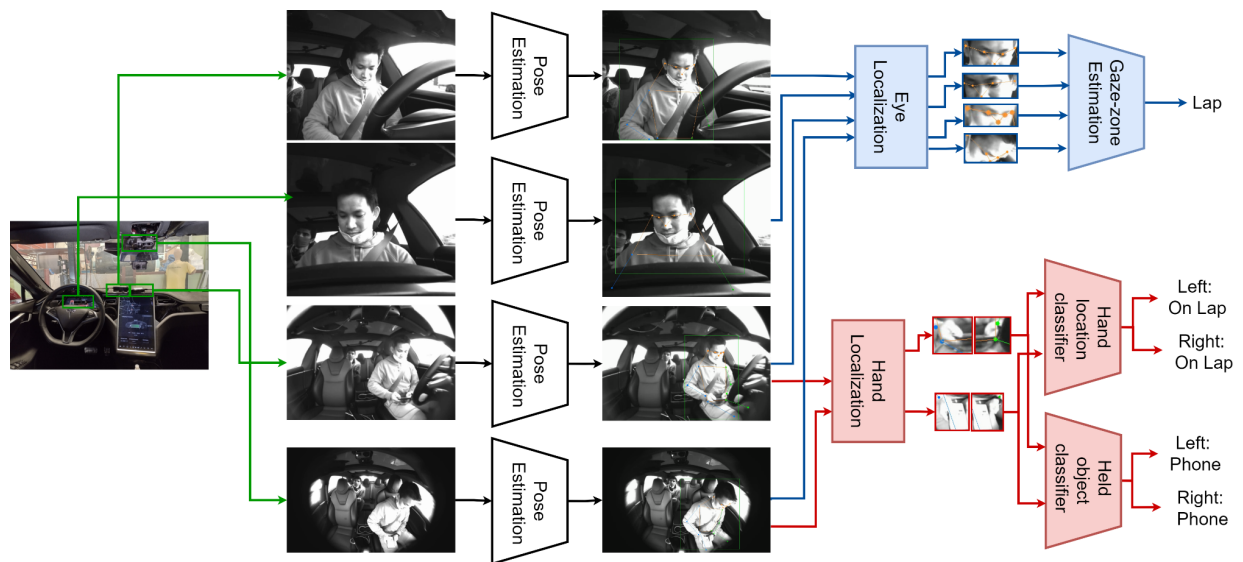 Pose
Estimation
Pose
Estimation
Pose
Estimation
Pose
Estimation
Eye
Localization
Gaze-zone
Estimation
Lap
Hand
Localization
Hand
location
classifier
Left:
On Lap
Right:
On Lap
Held
object
classifier
Left:
Phone
Right:
Phone